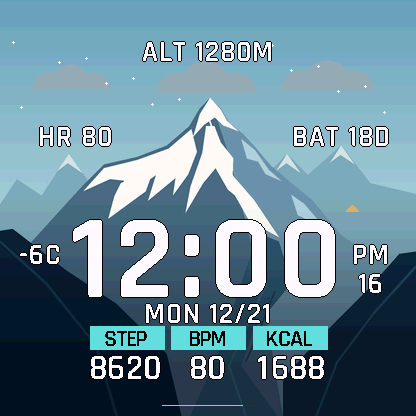 ALT 1280M
HR 80
BAT 18D
-6C 12:00 PM
16
MON 12/21
STEP BPM KCAL
8620 80 1688